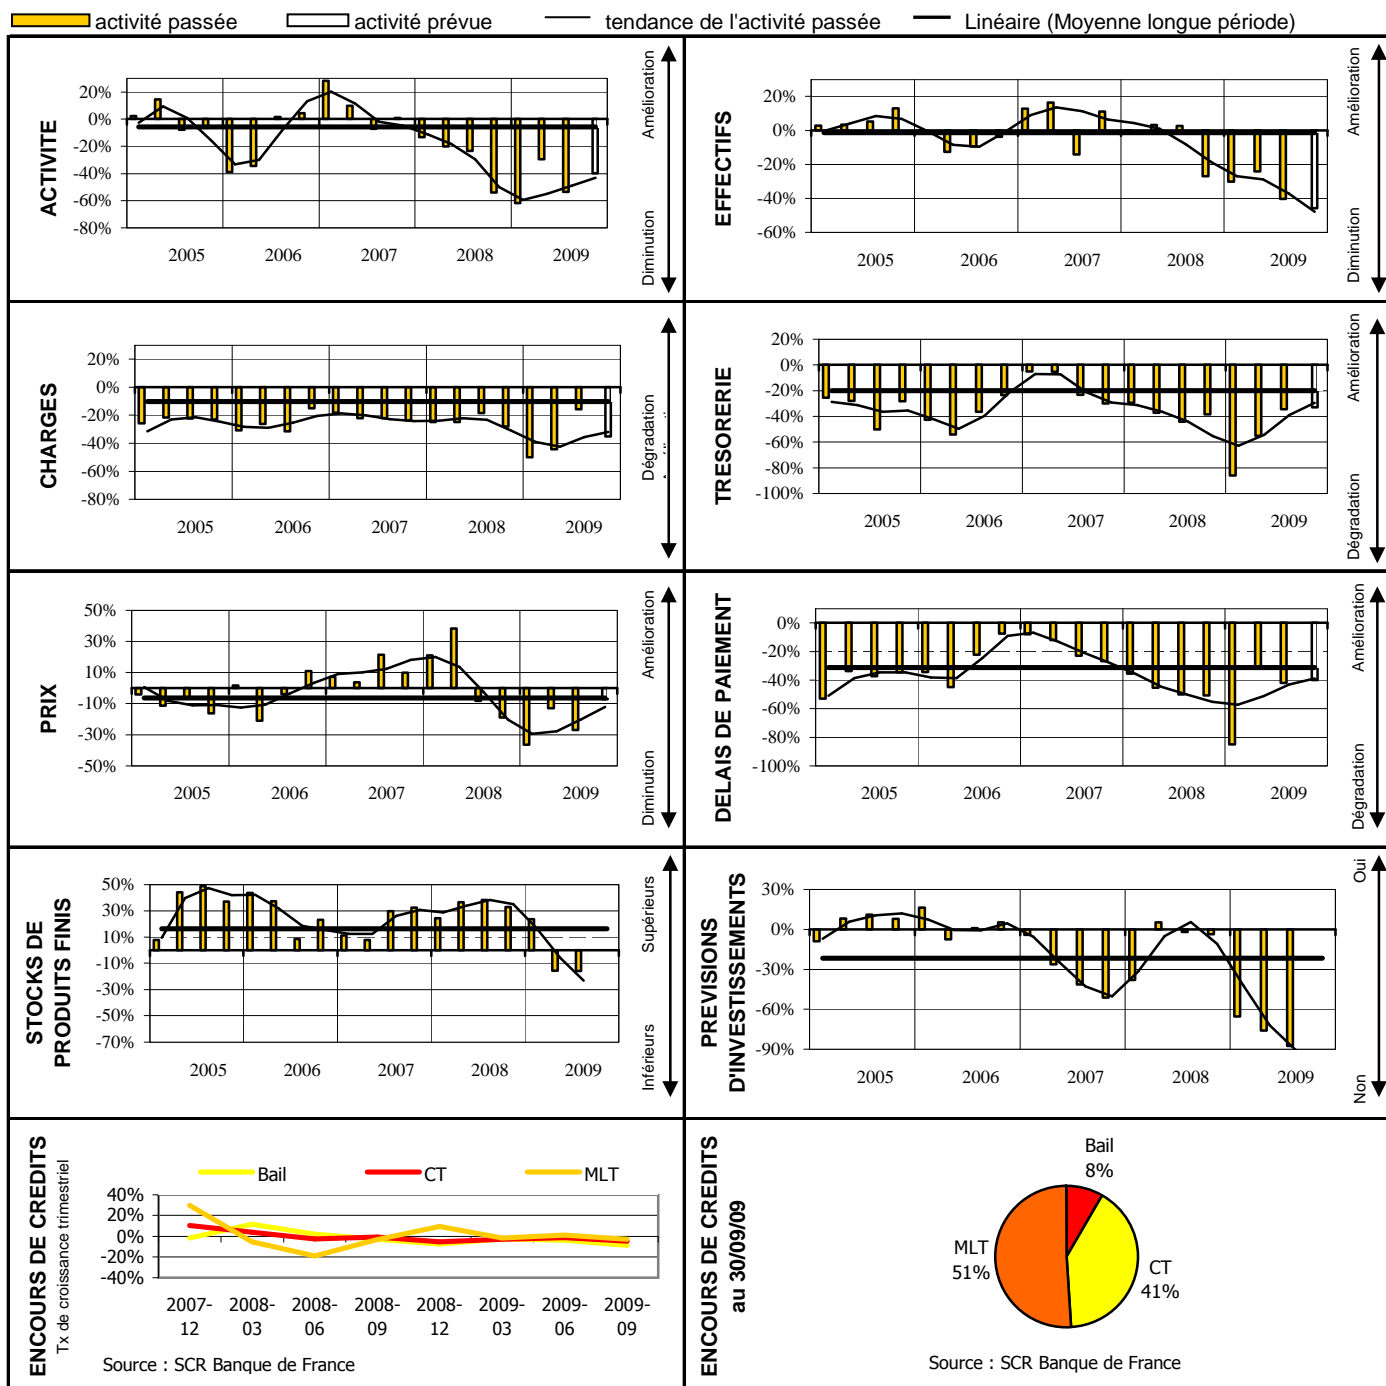 activité passée activité prévue tendance de l'activité passée Linéaire (Moyenne longue période)
ACTIVITE
20%
0%
-20%
-40%
-60%
-80%
2005 2006 2007 2008 2009
Amélioration
Diminution
EFFECTIFS
20%
0%
-20%
-40%
-60%
2005 2006 2007 2008 2009
Amélioration
Diminution
CHARGES
20%
0%
-20%
-40%
-60%
-80%
2005 2006 2007 2008 2009
Dégradation
TRESORERIE
20%
0%
-20%
-40%
-60%
-80%
-100%
2005 2006 2007 2008 2009
Amélioration
Dégradation
PRIX
50%
30%
10%
-10%
-30%
-50%
2005 2006 2007 2008 2009
Amélioration
Diminution
DELAIS DE PAIEMENT
0%
-20%
-40%
-60%
-80%
-100%
2005 2006 2007 2008 2009
Amélioration
Dégradation
STOCKS DE
PRODUITS FINIS
50%
30%
10%
-10%
-30%
-50%
-70%
2005 2006 2007 2008 2009
Supérieurs
Inférieurs
PREVISIONS
D'INVESTISSEMENTS
30%
0%
-30%
-60%
-90%
2005 2006 2007 2008 2009
Oui
Non
ENCOURS DE CREDITS
Tx de croissance trimestriel
Bail CT MLT
40%
20%
0%
-20%
-40%
2007- 2008- 2008- 2008- 2008- 2009- 2009- 2009-
12 03 06 09 12 03 06 09
Source : SCR Banque de France
ENCOURS DE CREDITS
au 30/09/09
Bail
8%
MLT
51%
CT
41%
Source : SCR Banque de France